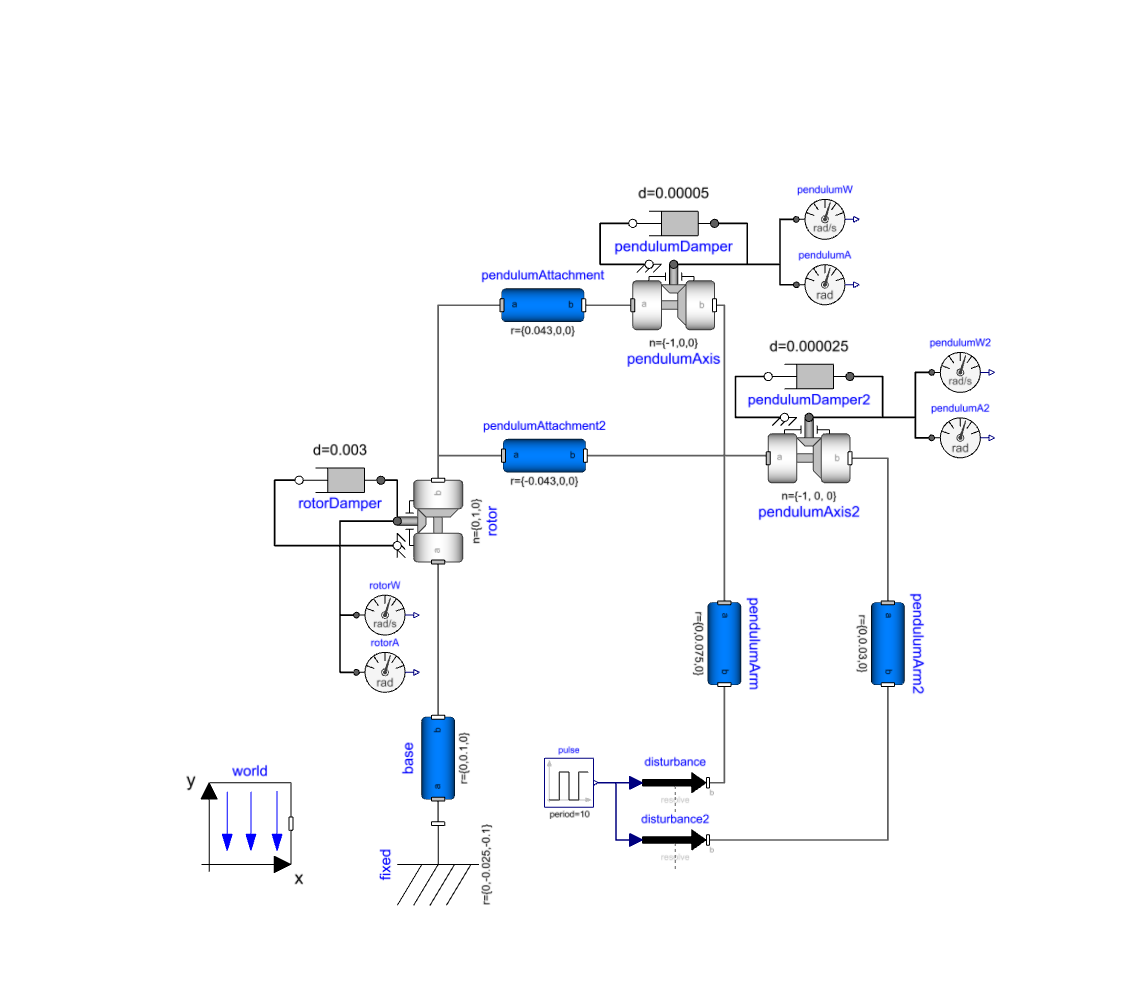 d=0.00005
pendulumW
rad/s
pendulumDamper
pendulumA
rad
pendulumAttachment
a
b
r={0.043,0,0}
a
b
n={-1,0,0}
pendulumAxis
d=0.000025
pendulumW2
rad/s
pendulumDamper2
pendulumA2
rad
pendulumAttachment2
a
b
r={-0.043,0,0}
a
b
n={-1, 0, 0}
pendulumAxis2
d=0.003
rotorDamper
b
a
n={0,1,0}
rotor
rotorW
rad/s
rotorA
rad
a
b
r={0,0.075,0}
pendulumArm
a
b
r={0,0.03,0}
pendulumArm2
base
b
a
r={0,0.1,0}
world
y
x
fixed
r={0,-0.025,-0.1}
pulse
period=10
disturbance
resolve
b
disturbance2
resolve
b